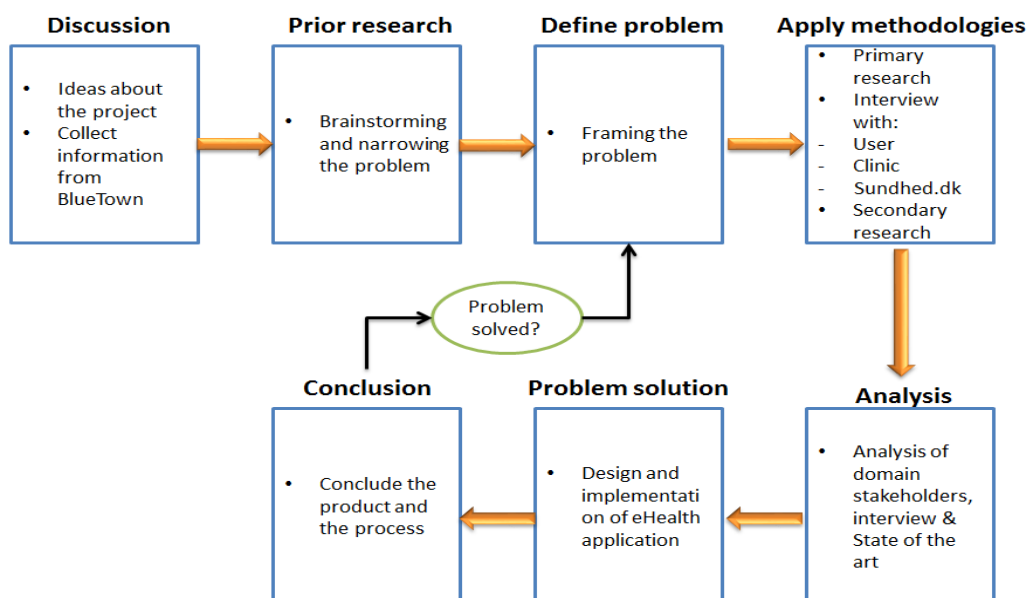 Discussion
• Ideas about
the project
• Collect
information
from
BlueTown
Prior research
• Brainstorming
and narrowing
the problem
Define problem
• Framing the
problem
Apply methodologies
• Primary
research
• Interview
with:
- User
- Clinic
- Sundhed.dk
• Secondary
research
Problem
solved?
Analysis
• Analysis of
domain
stakeholders,
interview &
State of the
art
Problem solution
• Design and
implementati
on of eHealth
application
Conclusion
• Conclude the
product and
the process